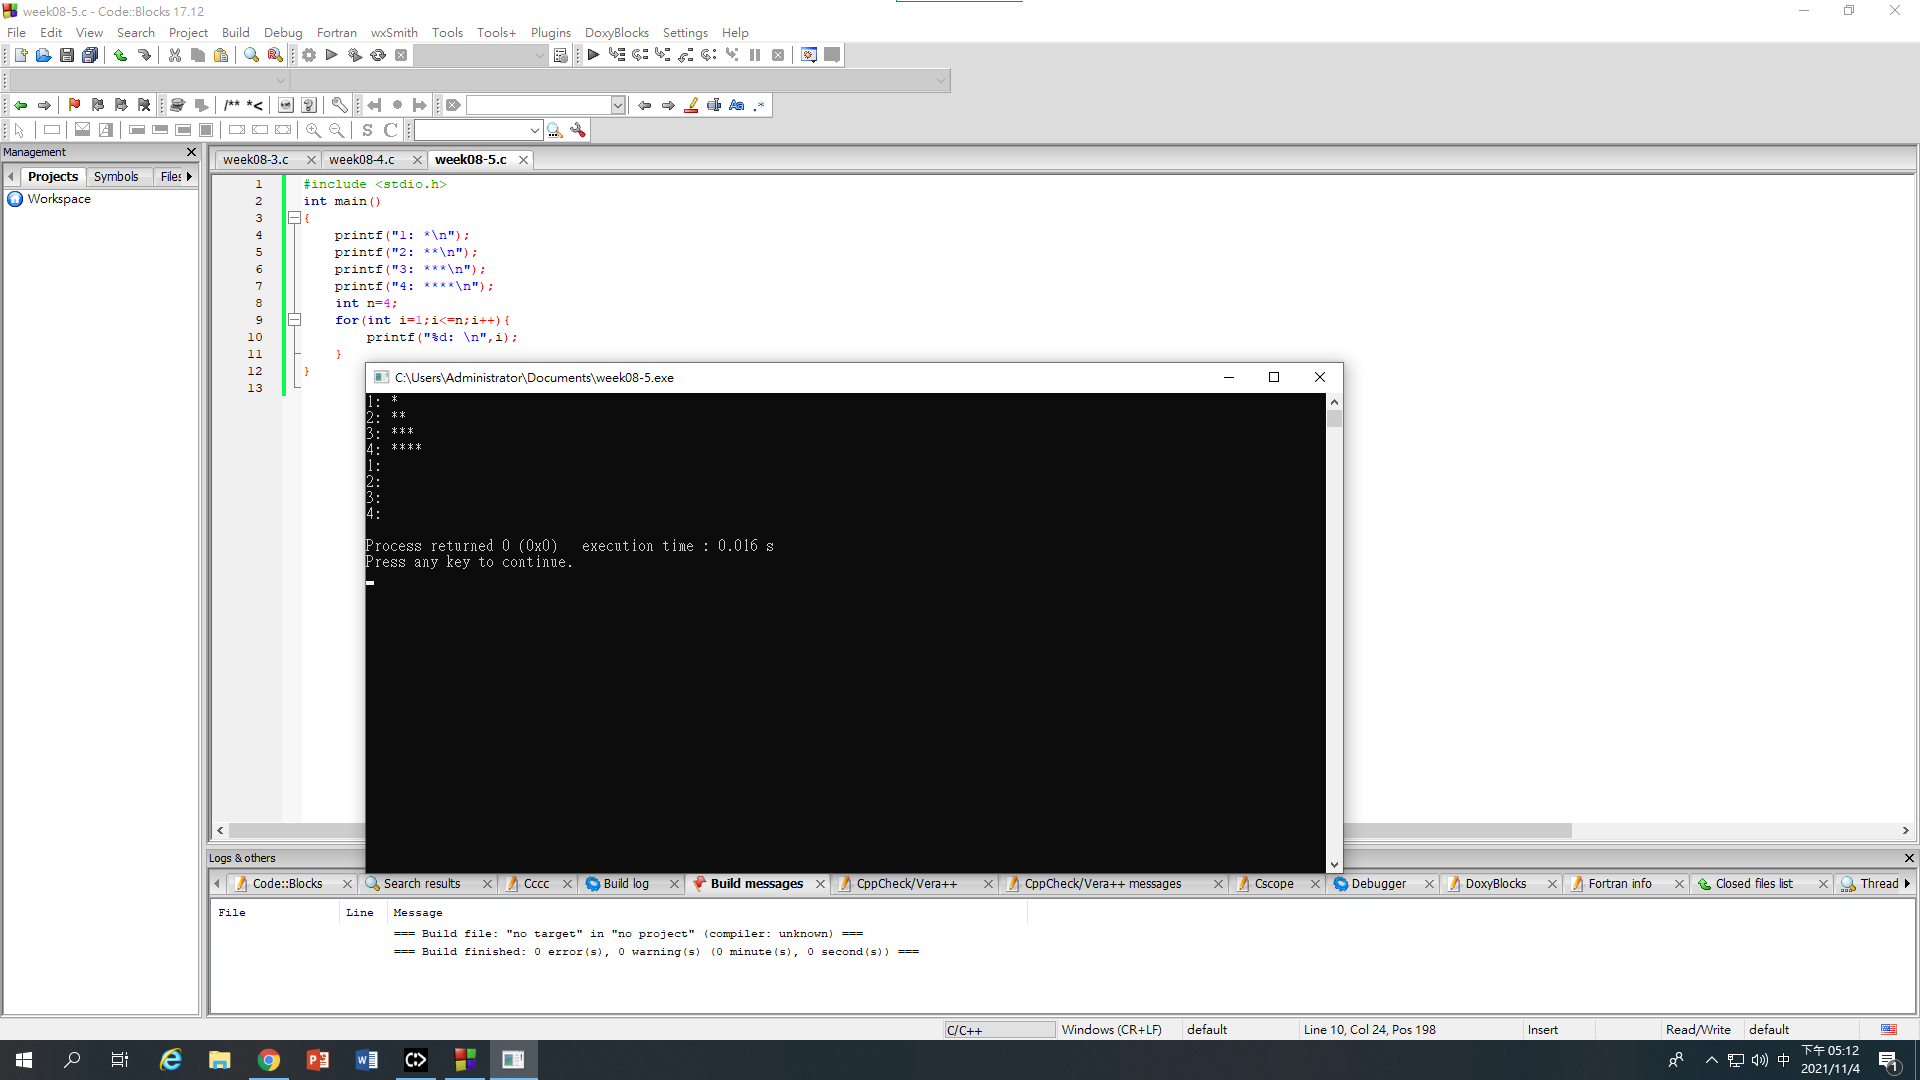 week08-5.c - Code::Blocks 17.12
File Edit View Search Project Build Debug Fortran wxSmith Tools Tools+ Plugins DoxyBlocks Settings Help
/** *<
S C
Management
Projects Symbols Files
Workspace
week08-3.c week08-4.c week08-5.c
1 #include <stdio.h>
2 int main()
3 {
4 printf("1: *\n");
5 printf("2: **\n");
6 printf("3: ***\n");
7 printf("4: ****\n");
8 int n=4;
9 for(int i=1;i<=n;i++){
10 printf("%d: \n",i);
11 }
12 }
13
C:\Users\Administrator\Documents\week08-5.exe
1: *
2: **
3: ***
4: ****
1:
2:
3:
4:
Process returned 0 (0x0)   execution time : 0.016 s
Press any key to continue.
Logs & others
Code::Blocks Search results Cccc Build log Build messages CppCheck/Vera++ CppCheck/Vera++ messages Cscope Debugger DoxyBlocks Fortran info Closed files list Thread
File Line Message
=== Build file: "no target" in "no project" (compiler: unknown) ===
=== Build finished: 0 error(s), 0 warning(s) (0 minute(s), 0 second(s)) ===
C/C++ Windows (CR+LF) default Line 10, Col 24, Pos 198 Insert Read/Write default
中 下午 05:12
2021/11/4
1